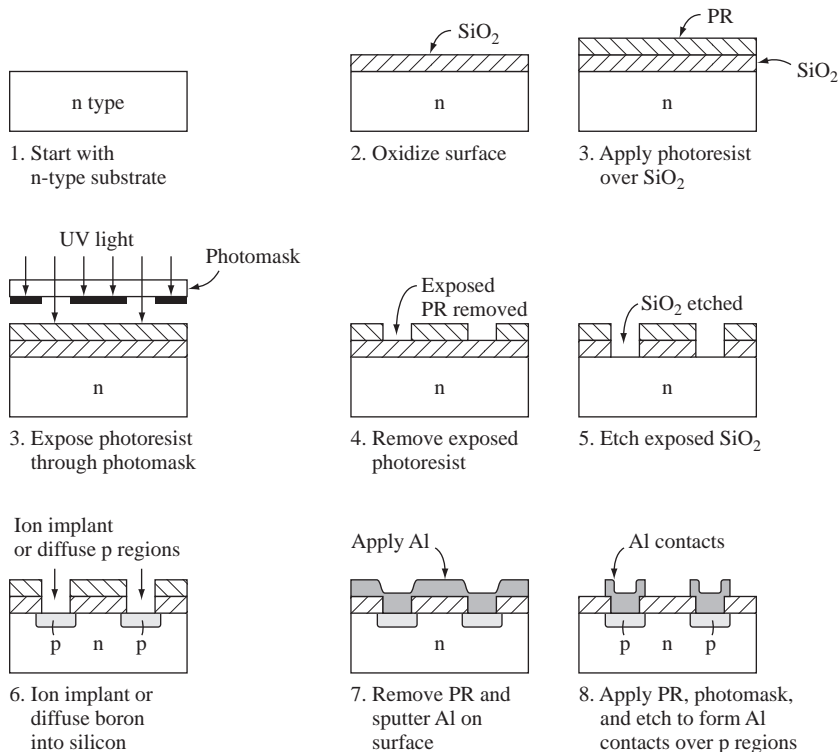 n type
1. Start with
n-type substrate
SiO₂
n
2. Oxidize surface
PR
SiO₂
n
3. Apply photoresist
over SiO₂
UV light
Photomask
n
3. Expose photoresist
through photomask
Exposed
PR removed
n
4. Remove exposed
photoresist
SiO₂ etched
n
5. Etch exposed SiO₂
Ion implant
or diffuse p regions
p n p
6. Ion implant or
diffuse boron
into silicon
Apply Al
n
7. Remove PR and
sputter Al on
surface
Al contacts
p n p
8. Apply PR, photomask,
and etch to form Al
contacts over p regions